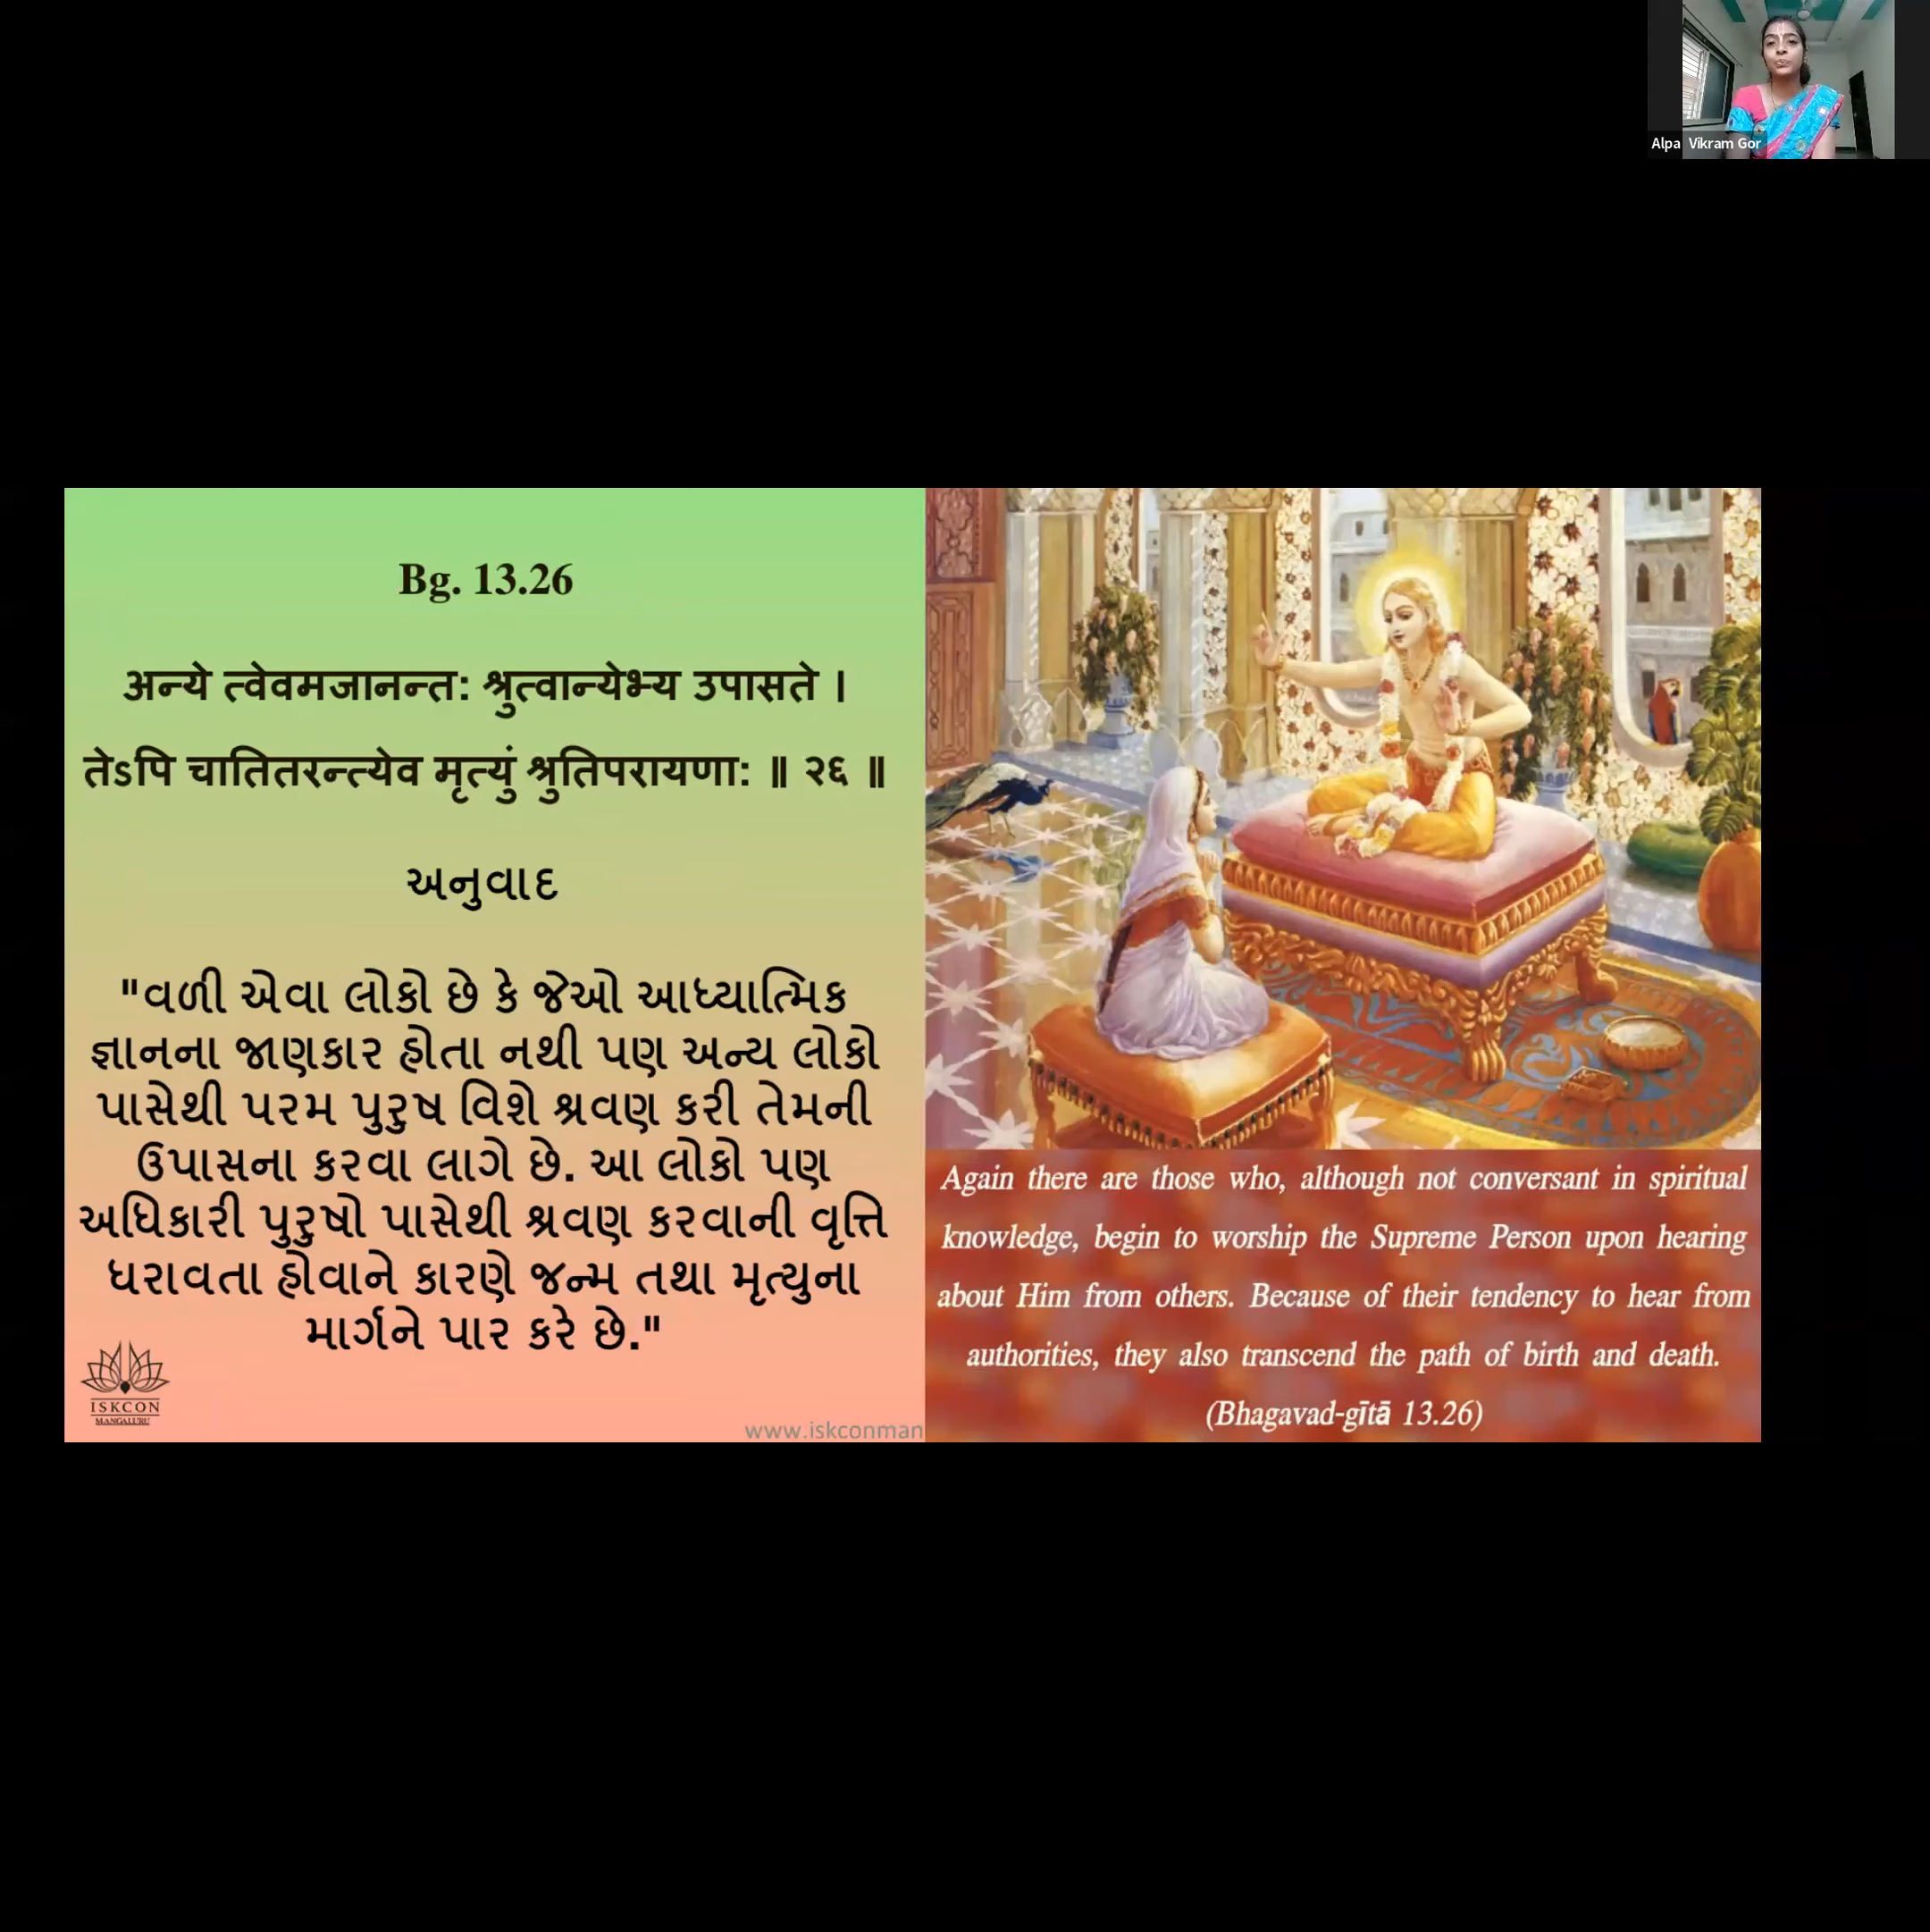 Alpa Vikram Gor
Bg. 13.26
अन्ये त्वेवमजानन्त: श्रुत्वान्येभ्य उपासते ।
तेऽपि चातितरन्त्येव मृत्युं श्रुतिपरायणा: ॥ २६ ॥
અનુવાદ
"વળી એવા લોકો છે કે જેઓ આધ્યાત્મિક
જ્ઞાનના જાણકાર હોતા નથી પણ અન્ય લોકો
પાસેથી પરમ પુરુષ વિશે શ્રવણ કરી તેમની
ઉપાસના કરવા લાગે છે. આ લોકો પણ
અધિકારી પુરુષો પાસેથી શ્રવણ કરવાની વૃત્તિ
ધરાવતા હોવાને કારણે જન્મ તથા મૃત્યુના
માર્ગને પાર કરે છે."
ISKCON
MANGALURU
www.iskconman
Again there are those who, although not conversant in spiritual
knowledge, begin to worship the Supreme Person upon hearing
about Him from others. Because of their tendency to hear from
authorities, they also transcend the path of birth and death.
(Bhagavad-gītā 13.26)